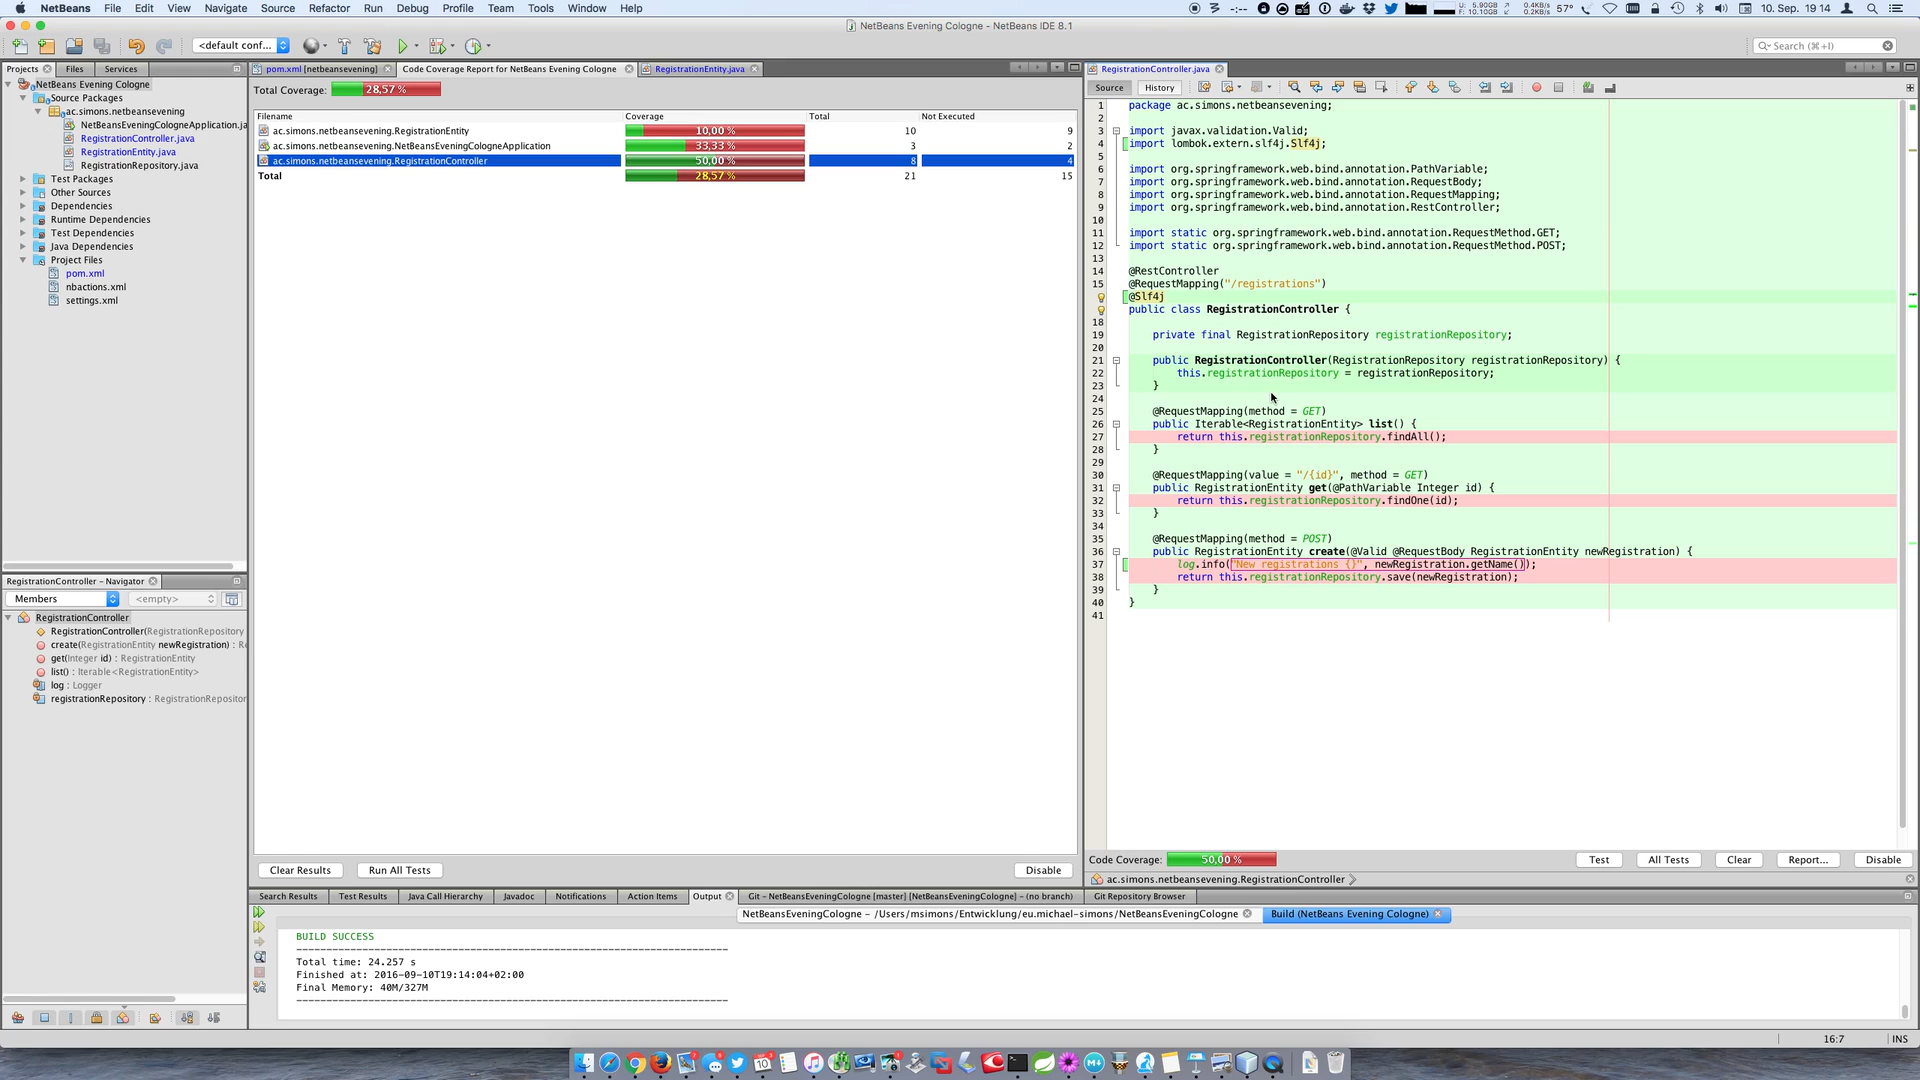 NetBeans File Edit View Navigate Source Refactor Run Debug Profile Team Tools Window Help
U: 5.90GB F: 10.10GB 0.4KB/s 0.2KB/s 57° 10. Sep. 19 14
NetBeans Evening Cologne - NetBeans IDE 8.1
<default conf... Search (⌘+I)
Projects Files Services
NetBeans Evening Cologne
Source Packages
ac.simons.netbeansevening
NetBeansEveningCologneApplication.ja
RegistrationController.java
RegistrationEntity.java
RegistrationRepository.java
Test Packages
Other Sources
Dependencies
Runtime Dependencies
Test Dependencies
Java Dependencies
Project Files
pom.xml
nbactions.xml
settings.xml
RegistrationController - Navigator
Members <empty>
RegistrationController
RegistrationController(RegistrationRepository
create(RegistrationEntity newRegistration) : Re
get(Integer id) : RegistrationEntity
list() : Iterable<RegistrationEntity>
log : Logger
registrationRepository : RegistrationRepositor
pom.xml [netbeansevening] Code Coverage Report for NetBeans Evening Cologne RegistrationEntity.java
Total Coverage: 28,57 %
Filename Coverage Total Not Executed
ac.simons.netbeansevening.RegistrationEntity 10,00 % 10 9
ac.simons.netbeansevening.NetBeansEveningCologneApplication 33,33 % 3 2
ac.simons.netbeansevening.RegistrationController 50,00 % 8 4
Total 28,57 % 21 15
Clear Results Run All Tests Disable
RegistrationController.java
Source History
1 package ac.simons.netbeansevening;
2
3 import javax.validation.Valid;
4 import lombok.extern.slf4j.Slf4j;
5
6 import org.springframework.web.bind.annotation.PathVariable;
7 import org.springframework.web.bind.annotation.RequestBody;
8 import org.springframework.web.bind.annotation.RequestMapping;
9 import org.springframework.web.bind.annotation.RestController;
10
11 import static org.springframework.web.bind.annotation.RequestMethod.GET;
12 import static org.springframework.web.bind.annotation.RequestMethod.POST;
13
14 @RestController
15 @RequestMapping("/registrations")
@Slf4j
public class RegistrationController {
18
19 private final RegistrationRepository registrationRepository;
20
21 public RegistrationController(RegistrationRepository registrationRepository) {
22 this.registrationRepository = registrationRepository;
23 }
24
25 @RequestMapping(method = GET)
26 public Iterable<RegistrationEntity> list() {
27 return this.registrationRepository.findAll();
28 }
29
30 @RequestMapping(value = "/{id}", method = GET)
31 public RegistrationEntity get(@PathVariable Integer id) {
32 return this.registrationRepository.findOne(id);
33 }
34
35 @RequestMapping(method = POST)
36 public RegistrationEntity create(@Valid @RequestBody RegistrationEntity newRegistration) {
37 log.info("New registrations {}", newRegistration.getName());
38 return this.registrationRepository.save(newRegistration);
39 }
40 }
41
Code Coverage: 50,00 % Test All Tests Clear Report... Disable
ac.simons.netbeansevening.RegistrationController
Search Results Test Results Java Call Hierarchy Javadoc Notifications Action Items Output Git - NetBeansEveningCologne [master] [NetBeansEveningCologne] - (no branch) Git Repository Browser
NetBeansEveningCologne - /Users/msimons/Entwicklung/eu.michael-simons/NetBeansEveningCologne Build (NetBeans Evening Cologne)
BUILD SUCCESS
------------------------------------------------------------------------
Total time: 24.257 s
Finished at: 2016-09-10T19:14:04+02:00
Final Memory: 40M/327M
------------------------------------------------------------------------
16:7 INS